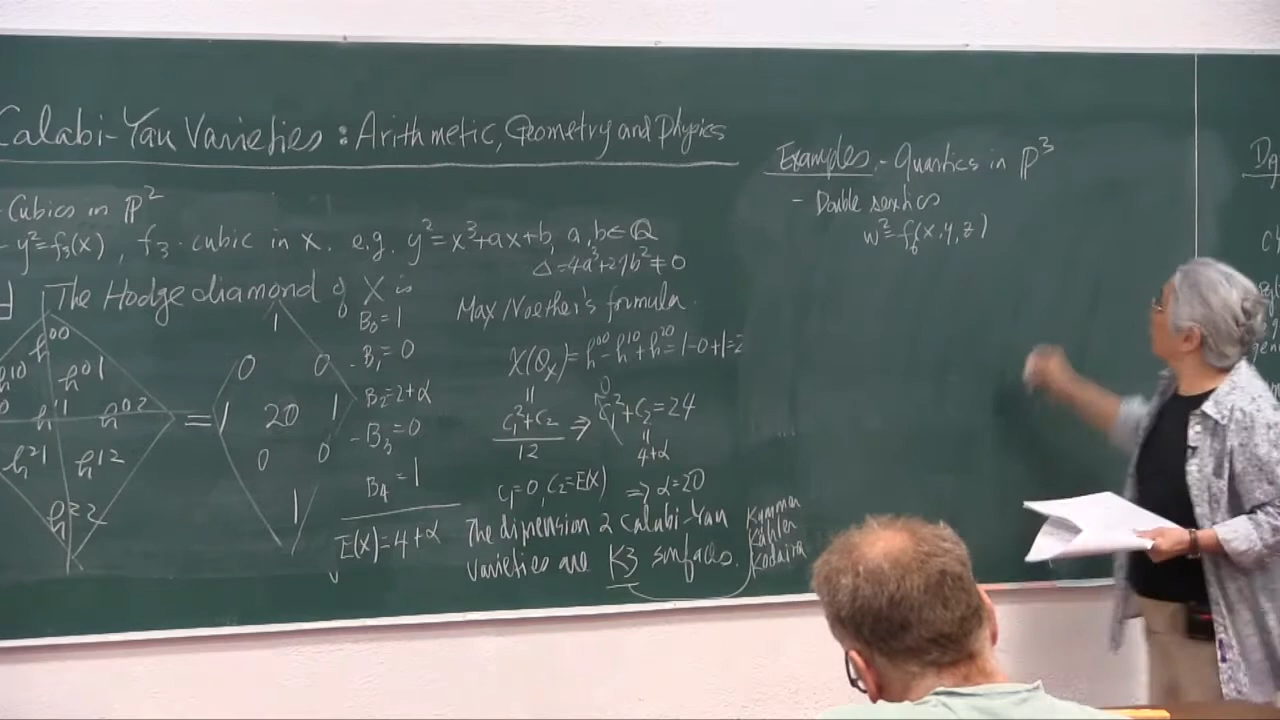 Calabi-Yau Varieties: Arithmetic, Geometry and Physics
- Cubics in ℙ²
- y²=f₃(x), f₃ cubic in x. e.g. y²=x³+ax+b, a,b∈ℚ
Δ=4a³+27b²≠0
The Hodge diamond of X is
h⁰⁰
h¹⁰ h⁰¹
h¹¹ h⁰²
h²¹ h¹²
h²²
=
1
0 0
1 20 1
0 0
1
B₀=1
-B₁=0
B₂=2+α
-B₃=0
B₄=1
E(X)=4+α
Max Noether's formula.
χ(O_X)=h⁰⁰-h¹⁰+h²⁰=1-0+1=2
||
(c₁²+c₂)/12 ⇒ c₁²+c₂=24
0
||
4+α
c₁=0, c₂=E(X) ⇒ α=20
The dimension 2 Calabi-Yau
varieties are K3 surfaces.
Kummer
Kähler
Kodaira
Examples - Quartics in ℙ³
- Double sextics
w²=f₆(x,y,z)